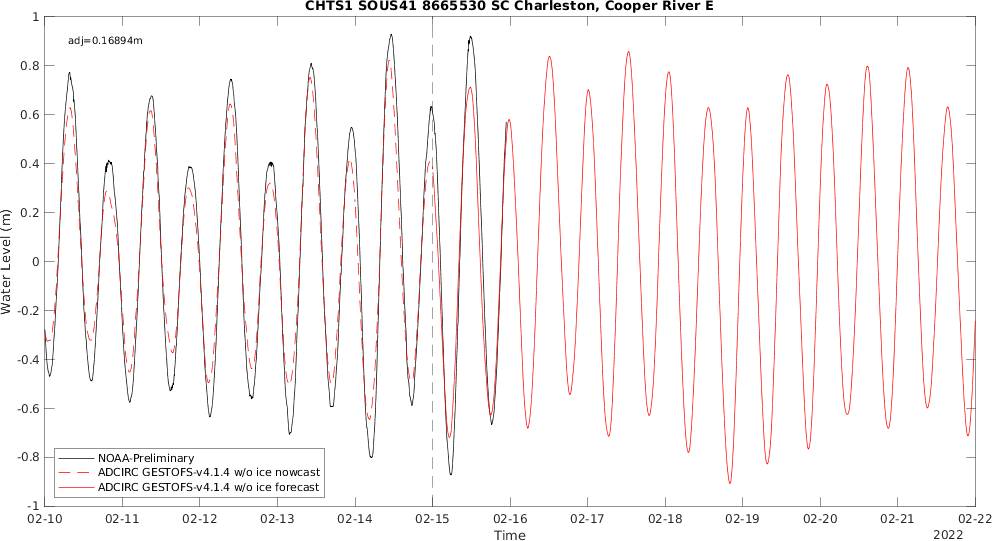 CHTS1 SOUS41 8665530 SC Charleston, Cooper River E
adj=0.16894m
1
0.8
0.6
0.4
0.2
0
-0.2
-0.4
-0.6
-0.8
-1
Water Level (m)
NOAA-Preliminary
ADCIRC GESTOFS-v4.1.4 w/o ice nowcast
ADCIRC GESTOFS-v4.1.4 w/o ice forecast
02-10 02-11 02-12 02-13 02-14 02-15 02-16 02-17 02-18 02-19 02-20 02-21 02-22
Time
2022